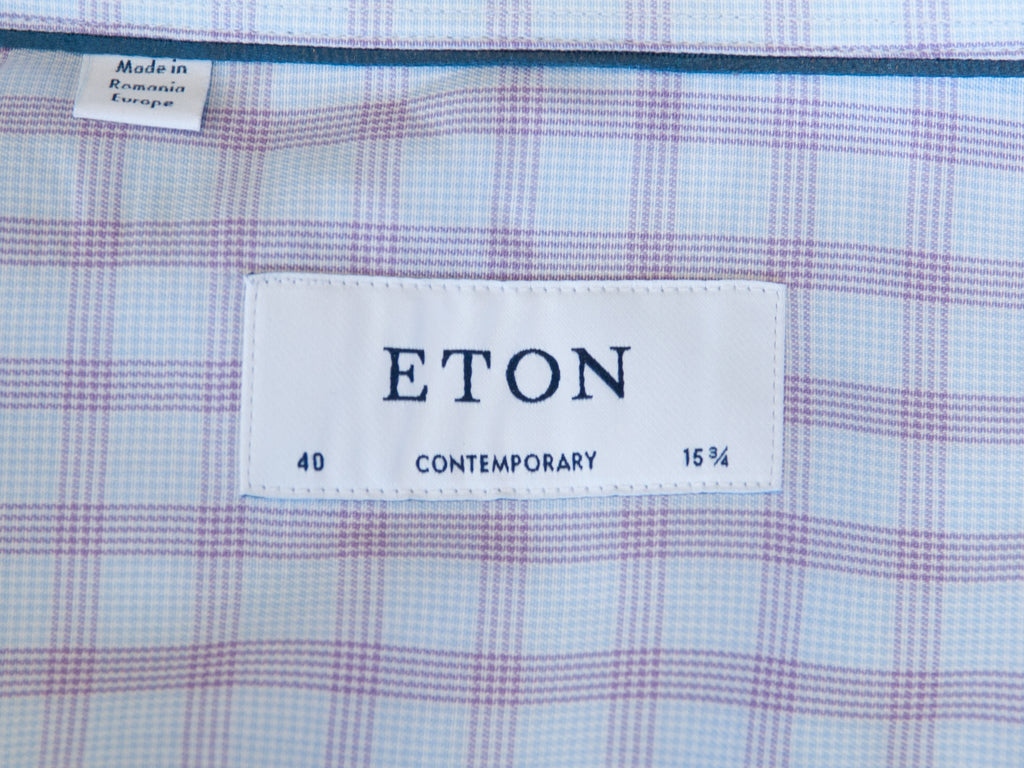 Made in
Romania
Europe
ETON
40 CONTEMPORARY 15 ¾